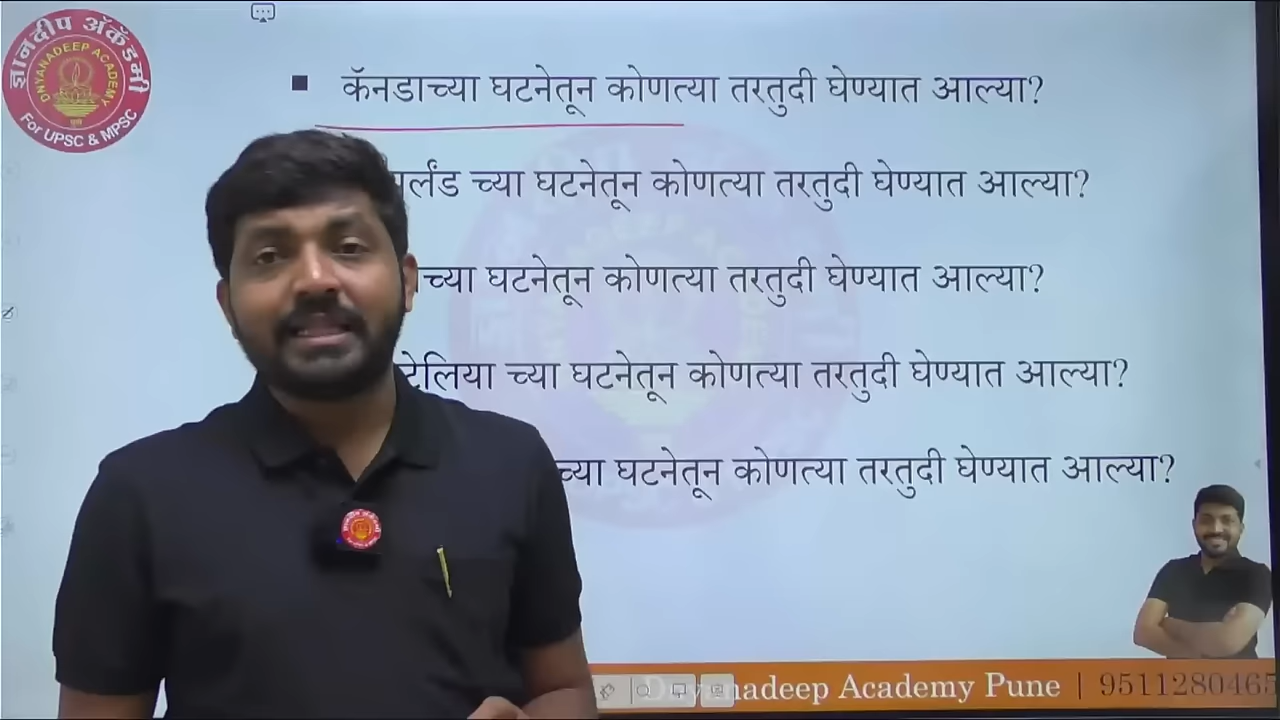 ज्ञानदीप अ‍ॅकॅडमी
DNYANADEEP ACADEMY
पुणे
For UPSC & MPSC
▪ कॅनडाच्या घटनेतून कोणत्या तरतुदी घेण्यात आल्या?
र्लंड च्या घटनेतून कोणत्या तरतुदी घेण्यात आल्या?
च्या घटनेतून कोणत्या तरतुदी घेण्यात आल्या?
टेलिया च्या घटनेतून कोणत्या तरतुदी घेण्यात आल्या?
च्या घटनेतून कोणत्या तरतुदी घेण्यात आल्या?
nadeep Academy Pune | 9511280465